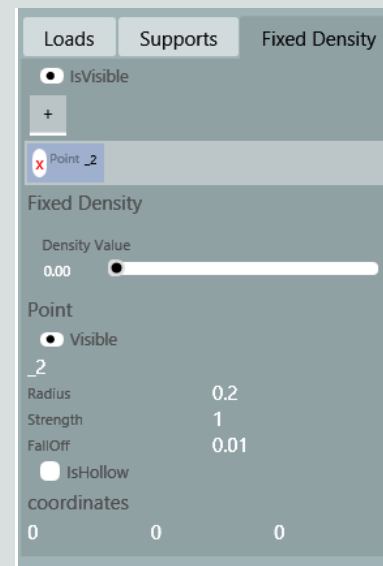 Loads Supports Fixed Density
IsVisible
+
x Point _2
Fixed Density
Density Value
0.00
Point
Visible
_2
Radius 0.2
Strength 1
FallOff 0.01
IsHollow
coordinates
0 0 0